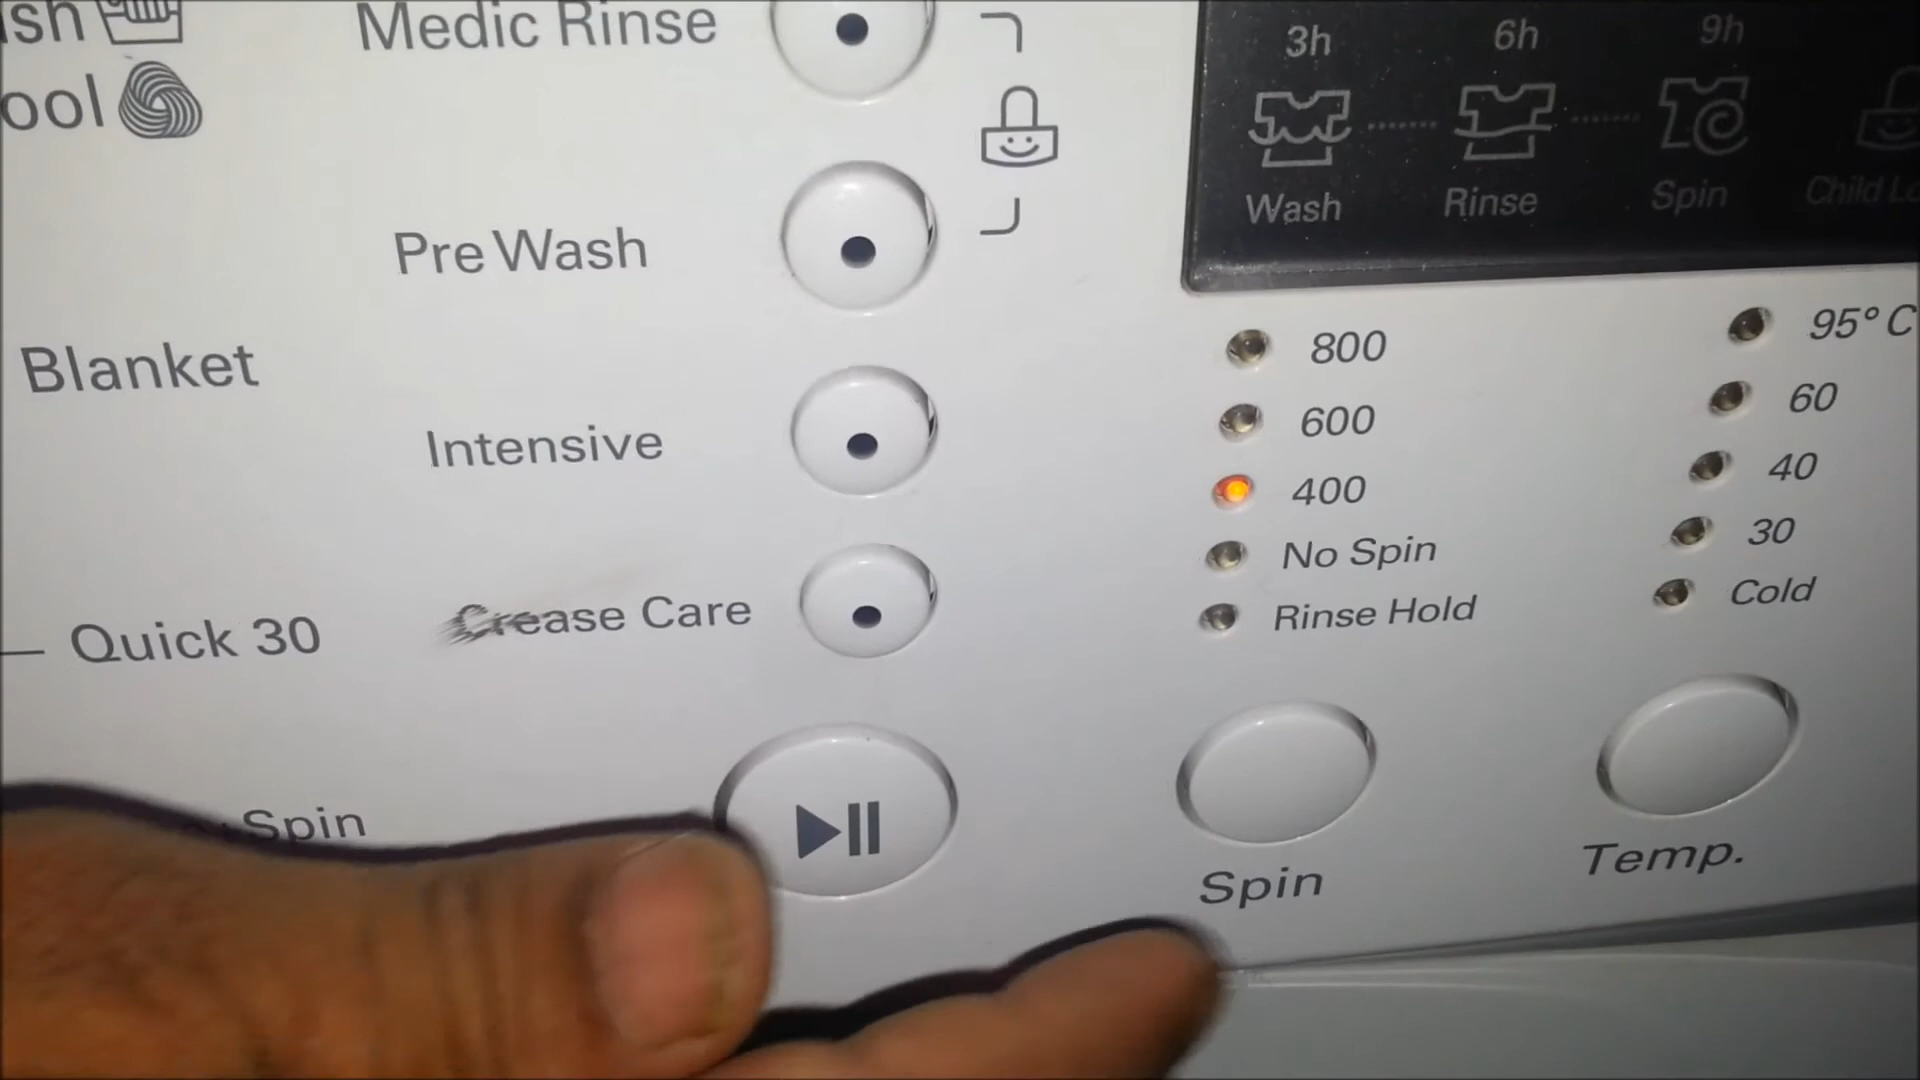 Medic Rinse
Pre Wash
Blanket
Intensive
Quick 30
Crease Care
Spin
3h 6h 9h
Wash Rinse Spin Child
800
600
400
No Spin
Rinse Hold
95°C
60
40
30
Cold
Spin
Temp.